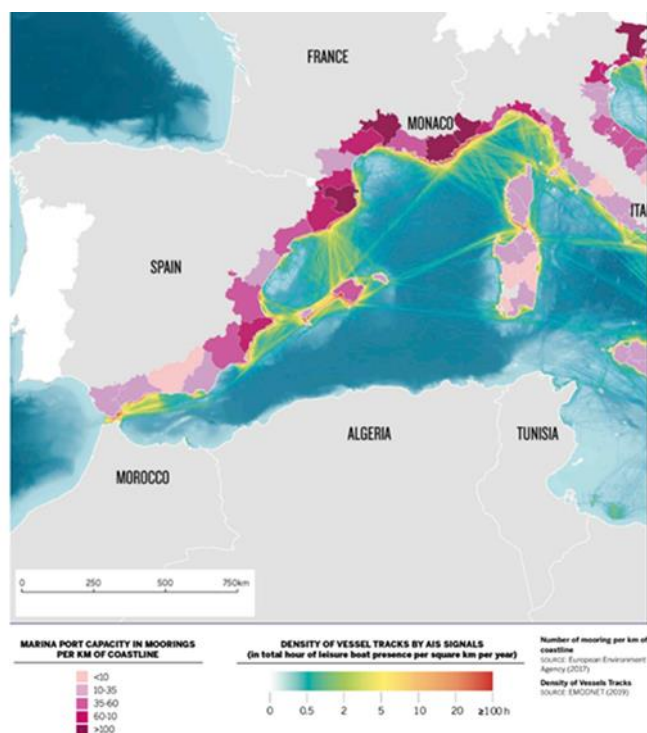 FRANCE
MONACO
ITA
SPAIN
ALGERIA
TUNISIA
MOROCCO
0 250 500 750km
MARINA PORT CAPACITY IN MOORINGS
PER KM OF COASTLINE
<10
10-35
35-60
60-10
>100
DENSITY OF VESSEL TRACKS BY AIS SIGNALS
(in total hour of leisure boat presence per square km per year)
0 0.5 2 5 10 20 ≥100h
Number of mooring per km of
coastline
SOURCE: European Environment
Agency (2017)
Density of Vessels Tracks
SOURCE: EMODNET (2019)